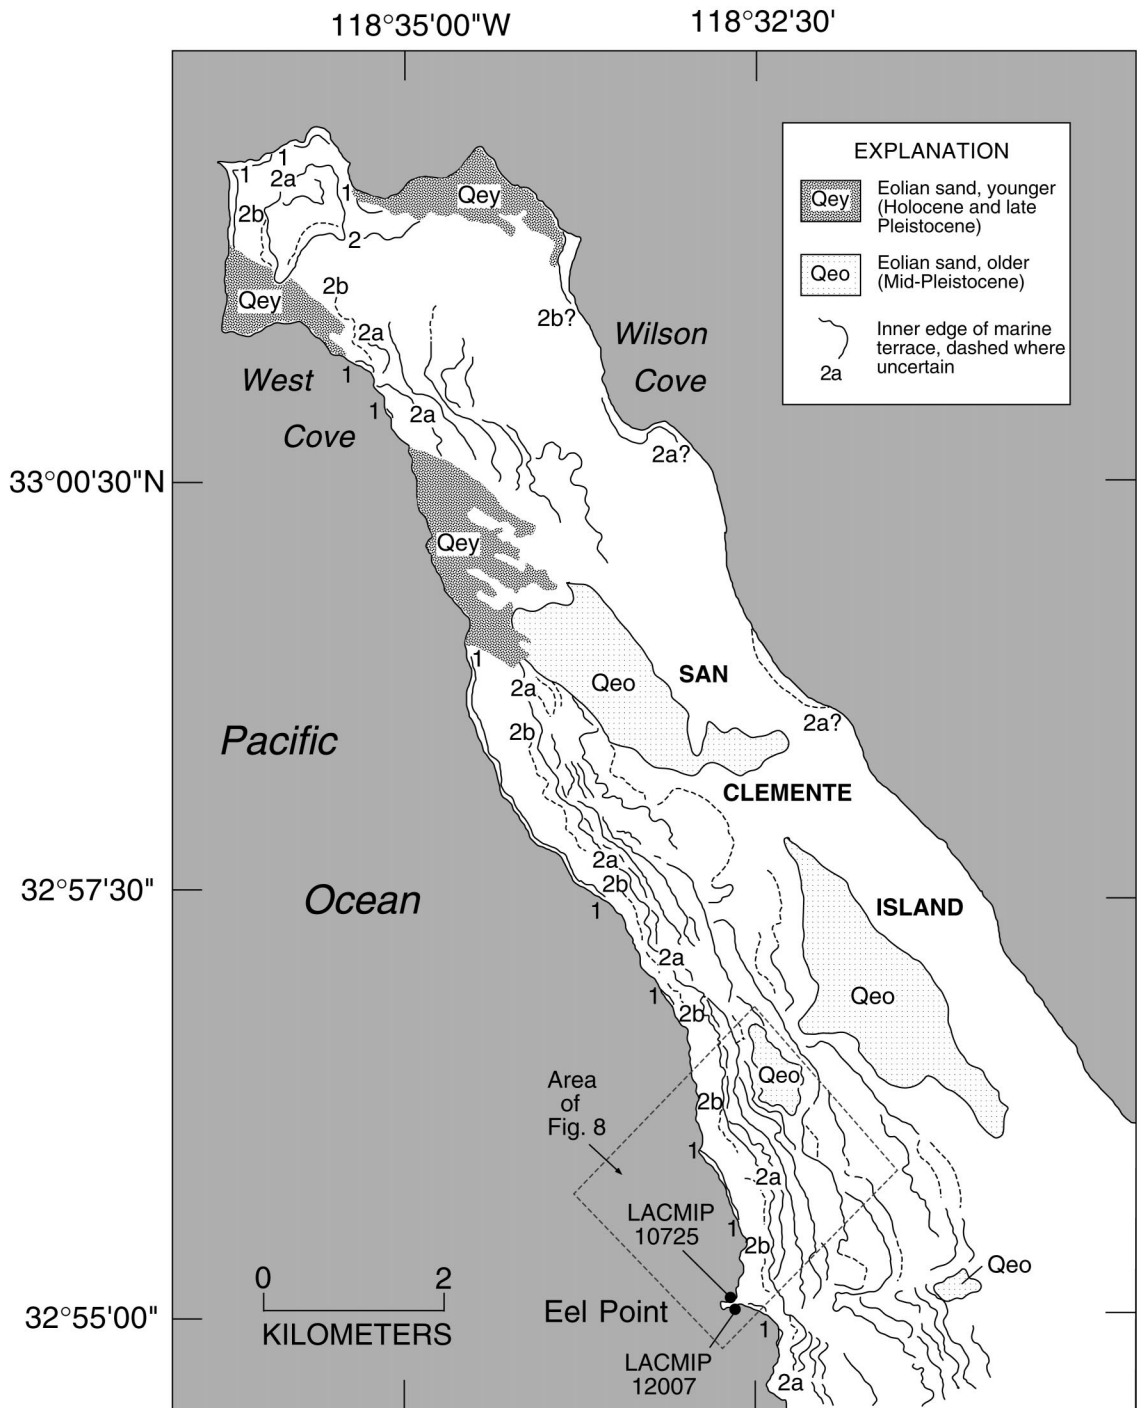 118°35'00"W
118°32'30'
EXPLANATION
Qey
Eolian sand, younger
(Holocene and late
Pleistocene)
Qeo
Eolian sand, older
(Mid-Pleistocene)
2a
Inner edge of marine
terrace, dashed where
uncertain
1
1
2a
1
2b
2
Qey
Qey
2b
2b?
2a
Wilson
Cove
1
West
Cove
1
2a
2a?
33°00'30"N
Qey
1
2a
Qeo
SAN
2b
2a?
Pacific
CLEMENTE
2a
2b
1
32°57'30"
Ocean
ISLAND
2a
1
2b
Qeo
Qeo
Area
of
Fig. 8
2b
1
2a
LACMIP
10725
1
2b
Qeo
0
2
KILOMETERS
32°55'00"
Eel Point
1
LACMIP
12007
2a